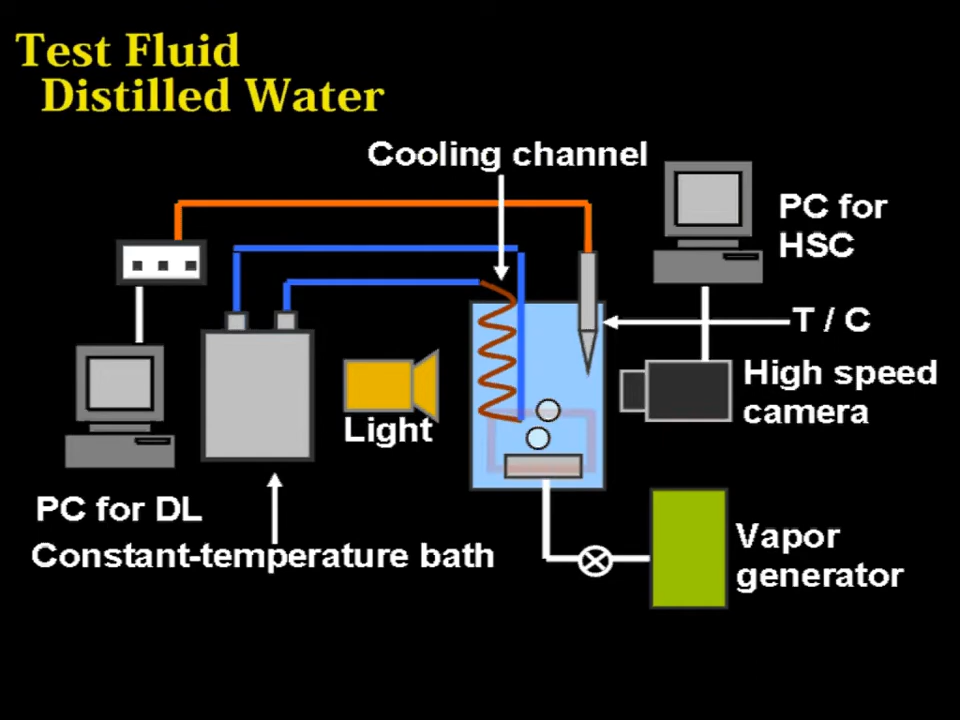 Test Fluid
Distilled Water
Cooling channel
PC for
HSC
T / C
High speed
camera
Light
PC for DL
Constant-temperature bath
Vapor
generator